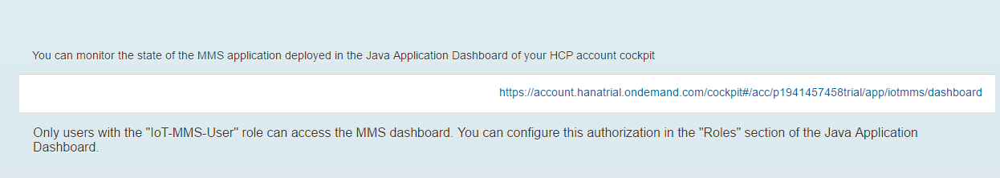 You can monitor the state of the MMS application deployed in the Java Application Dashboard of your HCP account cockpit
https://account.hanatrial.ondemand.com/cockpit#/acc/p1941457458trial/app/iotmms/dashboard
Only users with the "IoT-MMS-User" role can access the MMS dashboard. You can configure this authorization in the "Roles" section of the Java Application
Dashboard.